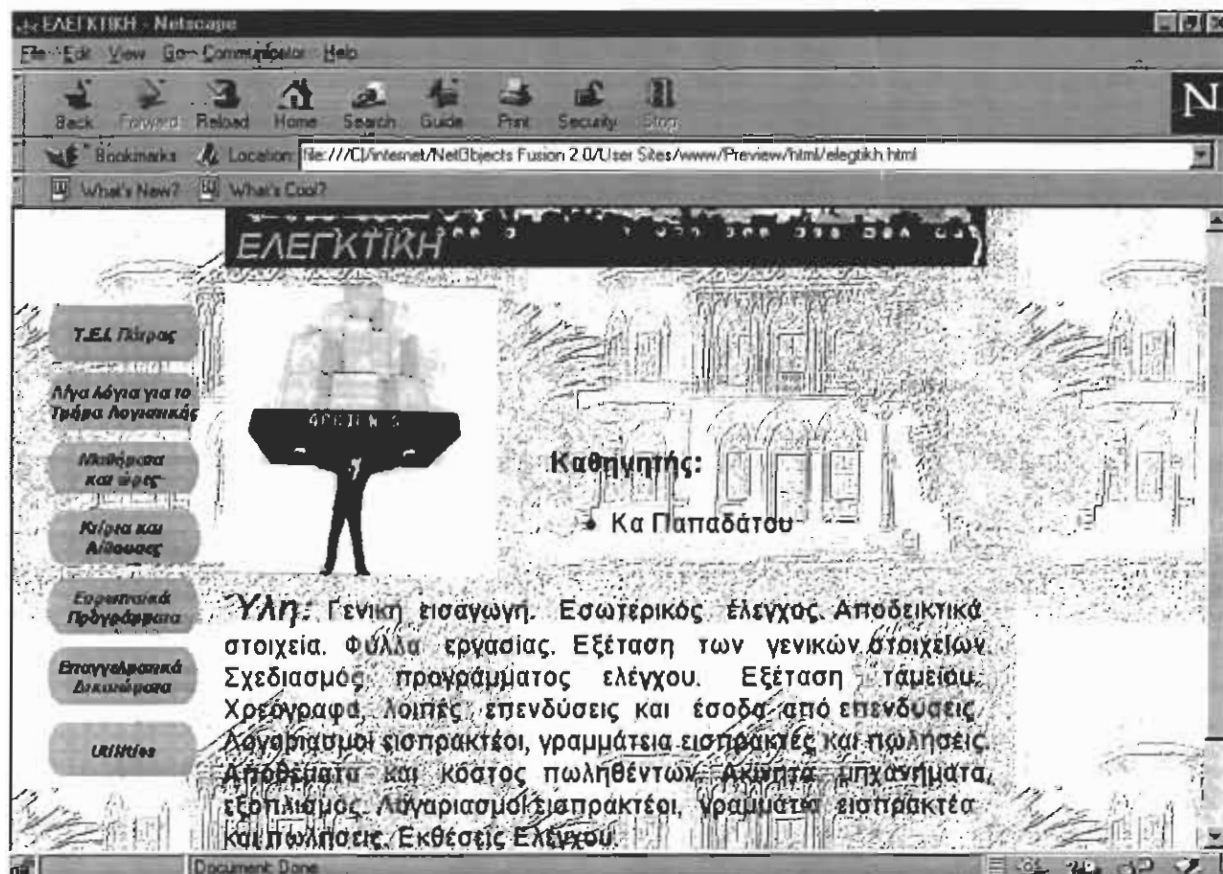 ΕΛΕΓΚΤΙΚΗ - Netscape
File Edit View Go Communicator Help
Back Forward Reload Home Search Guide Print Security Stop
N
Bookmarks Location: file:///C|/internet/NetObjects Fusion 2.0/User Sites/www/Preview/html/elegtikh.html
What's New? What's Cool?
ΕΛΕΓΚΤΙΚΗ
Τ.Ε.Ι. Πάτρας
Λίγα λόγια για το
Τμήμα Λογιστικής
Μαθήματα
και ώρες
Κτίρια και
Αίθουσες
Ευρωπαικά
Προγράμματα
Επαγγελματικά
Δικαιώματα
Utilities
Καθηγητής:
• Κα Παπαδάτου
Ύλη: Γενική εισαγωγή. Εσωτερικός έλεγχος. Αποδεικτικά
στοιχεία. Φύλλα εργασίας. Εξέταση των γενικών στοιχείων
Σχεδιασμός προγράμματος ελέγχου. Εξέταση ταμείου.
Χρεόγραφα, λοιπές επενδύσεις και έσοδα από επενδύσεις.
Λογαριασμοί εισπρακτέοι, γραμμάτεια εισπρακτές και πωλήσεις.
Αποθέματα και κόστος πωληθέντων. Ακίνητα, μηχανήματα,
εξοπλισμός. Λογαριασμοί εισπρακτέοι, γραμμάτια εισπρακτέα
και πωλήσεις. Εκθέσεις Ελέγχου.
Document: Done